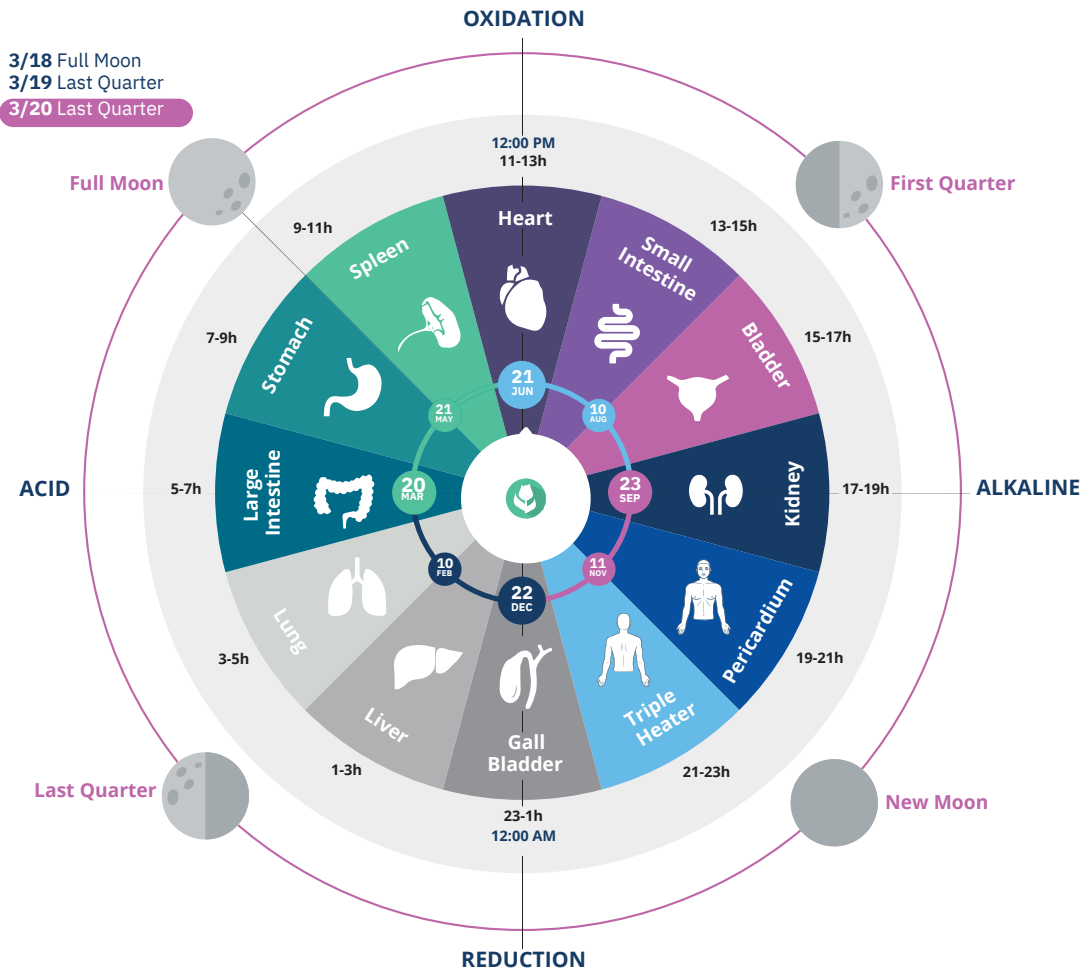 OXIDATION
3/18 Full Moon
3/19 Last Quarter
3/20 Last Quarter
12:00 PM
11-13h
Full Moon
First Quarter
9-11h
13-15h
Heart
Spleen
Small
Intestine
7-9h
15-17h
Stomach
Bladder
21
JUN
21
MAY
10
AUG
ACID
5-7h
Large
Intestine
20
MAR
23
SEP
Kidney
17-19h
ALKALINE
10
FEB
11
NOV
22
DEC
Lung
Pericardium
3-5h
19-21h
Liver
Triple
Heater
Gall
Bladder
1-3h
21-23h
Last Quarter
New Moon
23-1h
12:00 AM
REDUCTION